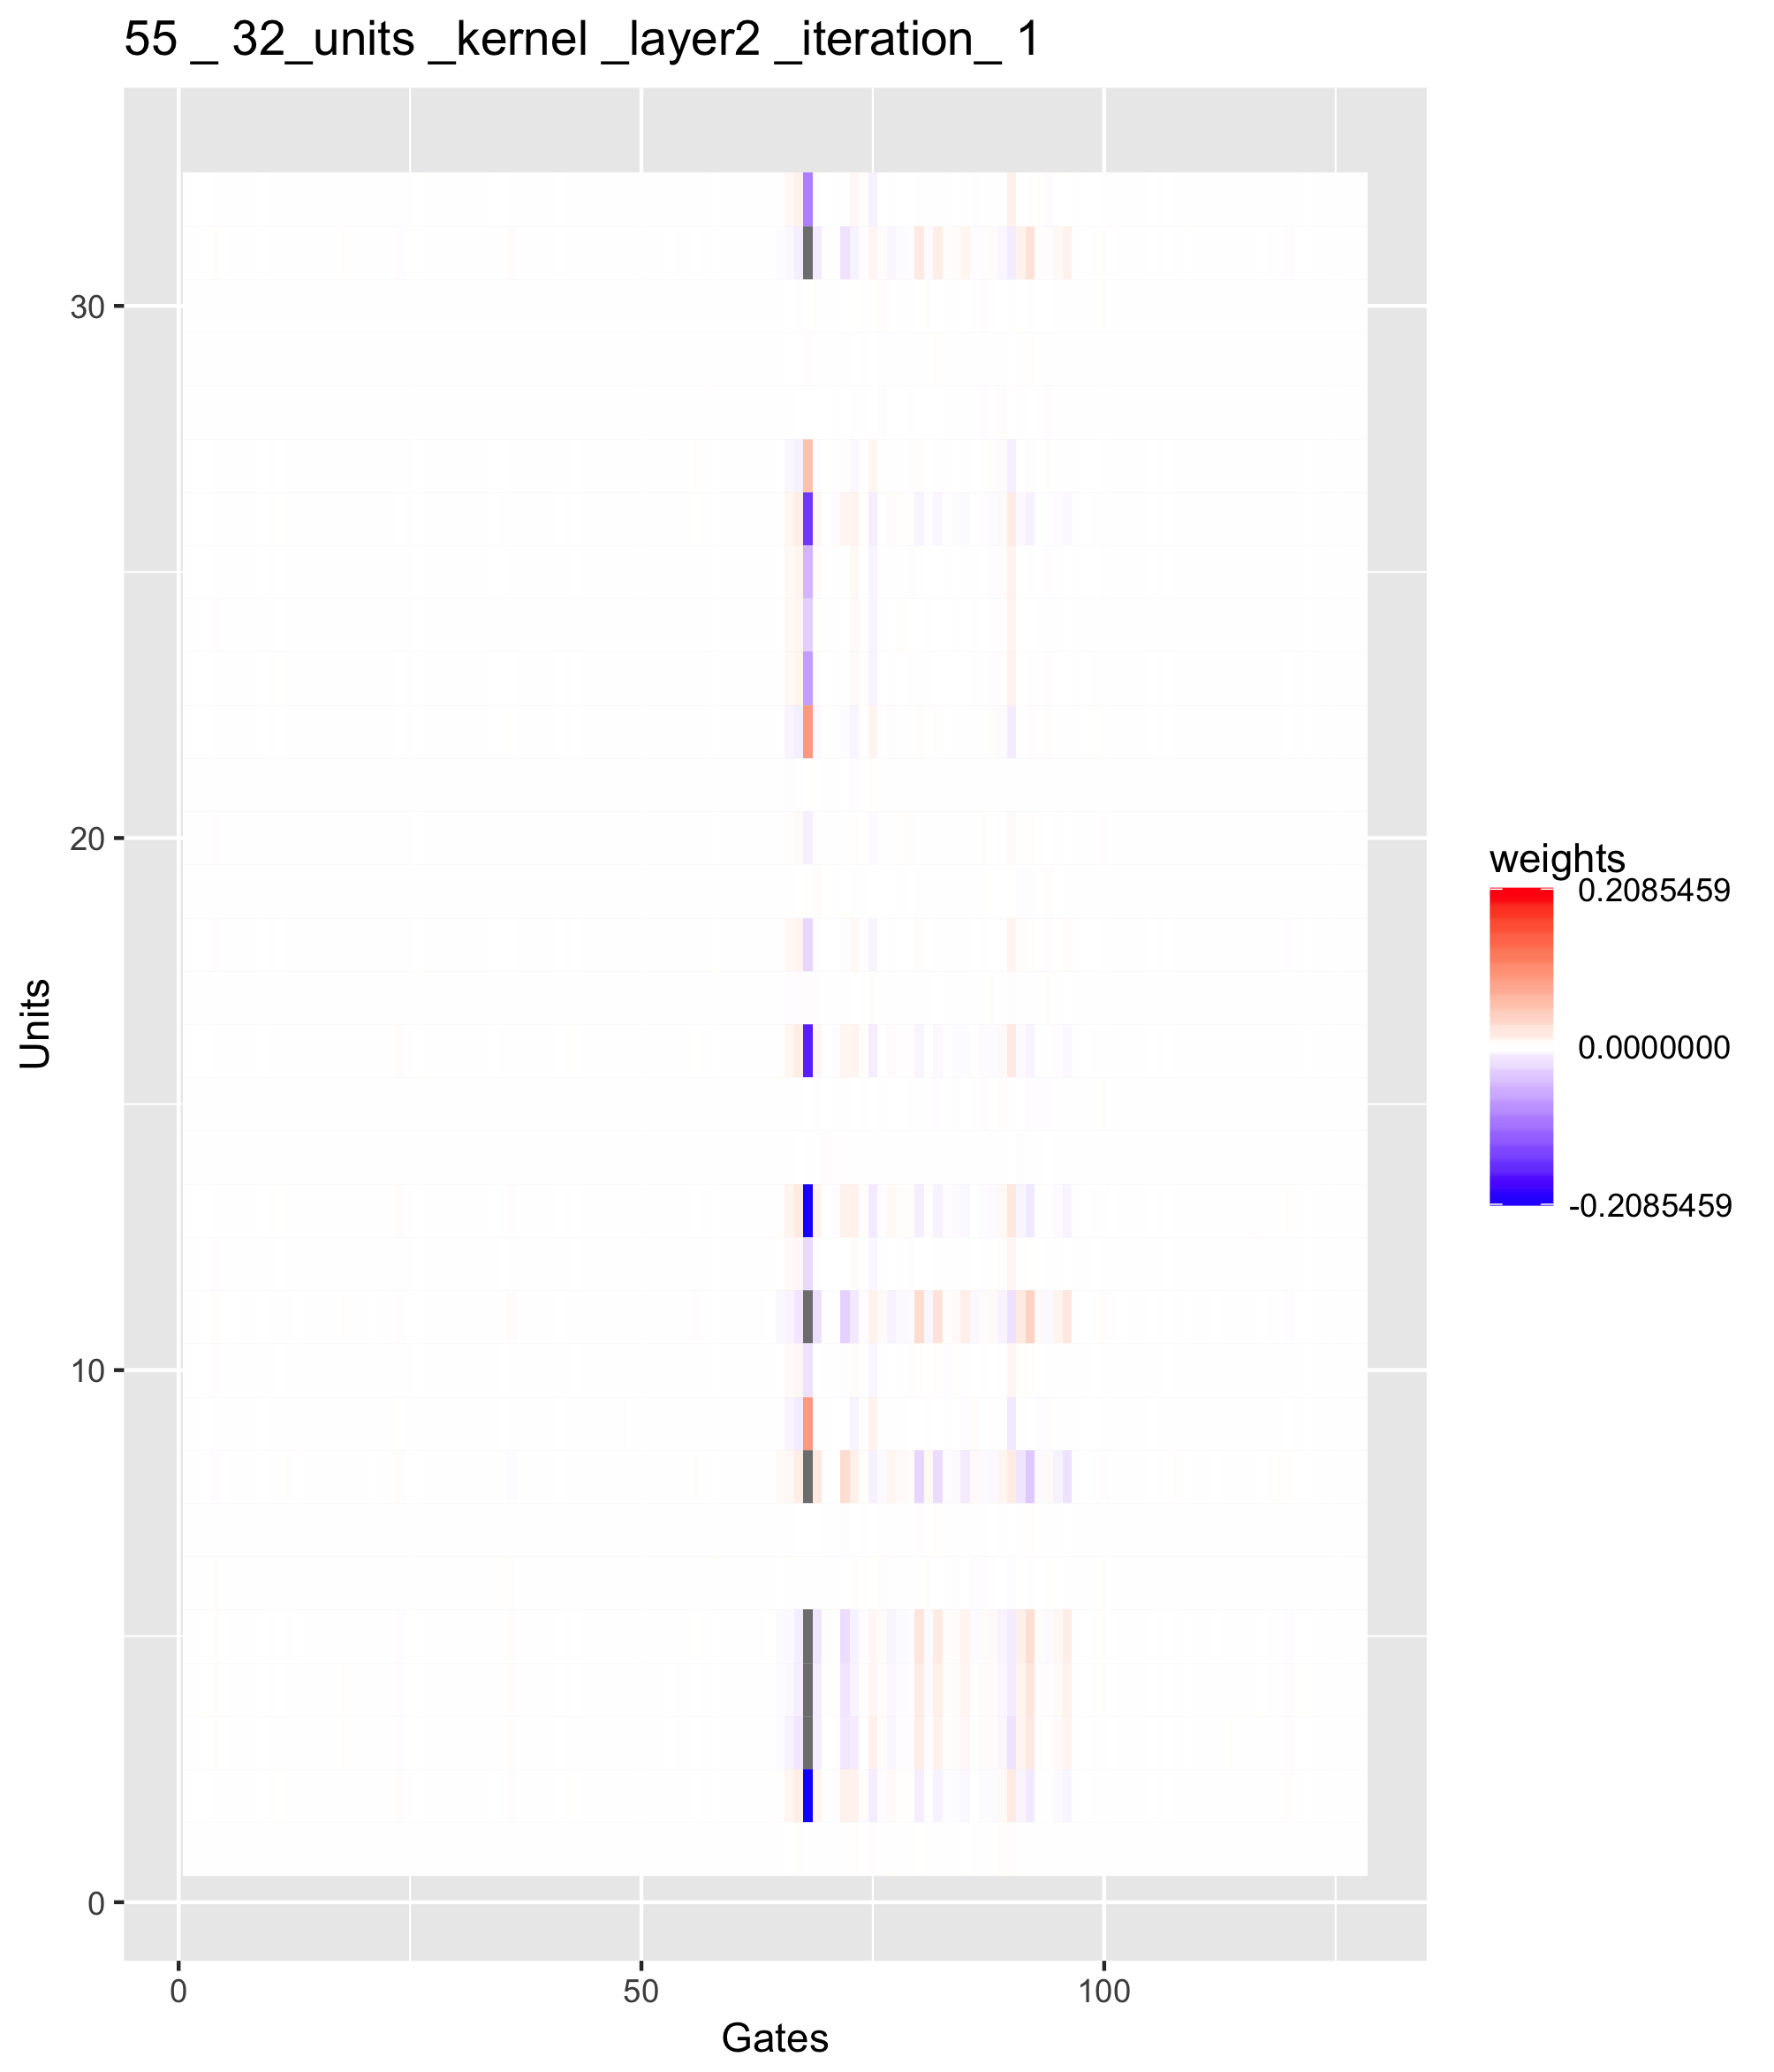 55 _ 32_units _kernel _layer2 _iteration_ 1
30
20
10
0
Units
0
50
100
Gates
weights
0.2085459
0.0000000
-0.2085459